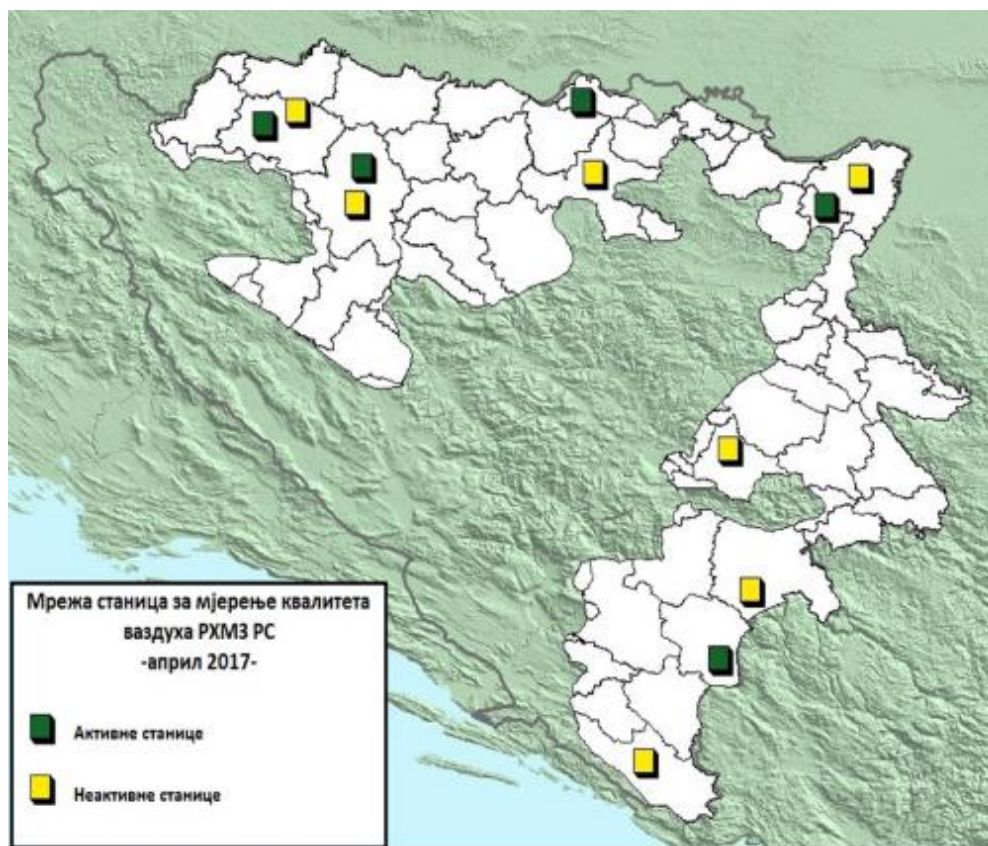 Мрежа станица за мјерење квалитета
ваздуха РХМЗ РС
-април 2017-
Активне станице
Неактивне станице